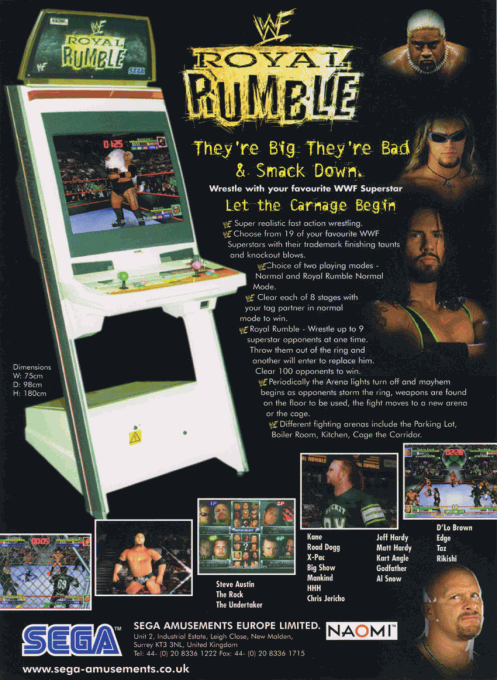 ROYAL
RUMBLE
SEGA
WF
ROYAL
RUMBLE
They're Big They're Bad
& Smack Down.
Wrestle with your favourite WWF Superstar
Let the Carnage Begin
Super realistic fast action wrestling.
Choose from 19 of your favourite WWF
Superstars with their trademark finishing taunts
and knockout blows.
Choice of two playing modes -
Normal and Royal Rumble Normal
Mode.
Clear each of 8 stages with
your tag partner in normal
mode to win.
Royal Rumble - Wrestle up to 9
superstar opponents at one time.
Throw them out of the ring and
another will enter to replace him.
Clear 100 opponents to win.
Periodically the Arena lights turn off and mayhem
begins as opponents storm the ring, weapons are found
on the floor to be used, the fight moves to a new arena
or the cage.
Different fighting arenas include the Parking Lot,
Boiler Room, Kitchen, Cage the Corridor.
Dimensions
W: 75cm
D: 98cm
H: 180cm
Steve Austin
The Rock
The Undertaker
Kane
Road Dogg
X-Pac
Big Show
Mankind
HHH
Chris Jericho
Jeff Hardy
Matt Hardy
Kart Angle
Godfather
Al Snow
D'Lo Brown
Edge
Taz
Rikishi
SEGA™
SEGA AMUSEMENTS EUROPE LIMITED.
Unit 2, Industrial Estate, Leigh Close, New Malden,
Surrey KT3 3NL, United Kingdom
Tel: 44- (0) 20 8336 1222 Fax: 44- (0) 20 8336 1715
NAOMI™
www.sega-amusements.co.uk